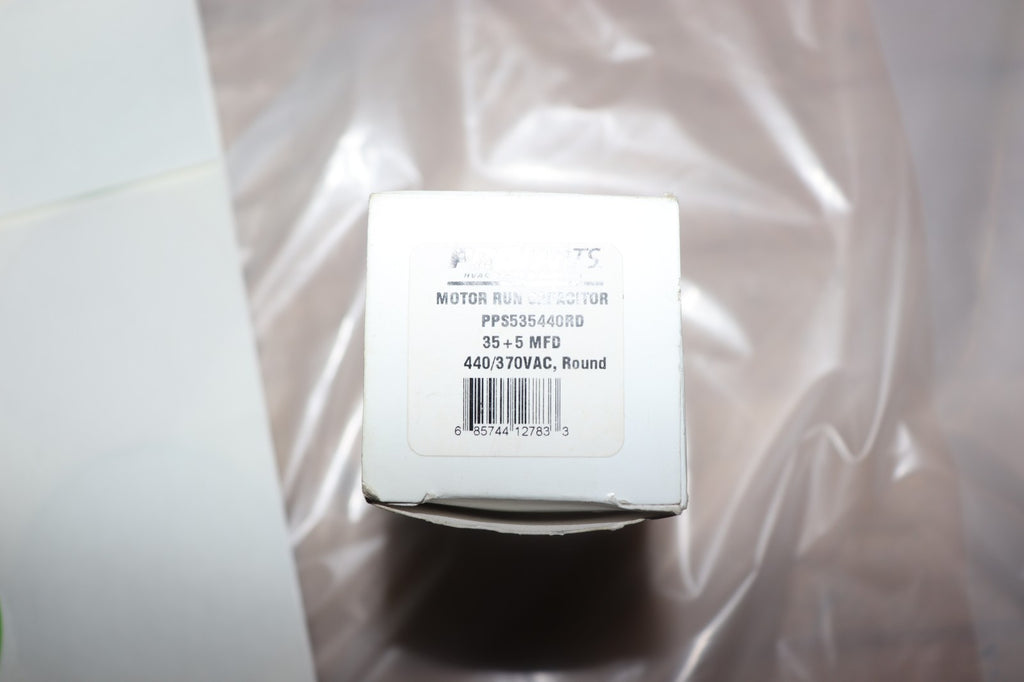 MOTOR RUN CAPACITOR
PPS535440RD
35+5 MFD
440/370VAC, Round
6 85744 12783 3